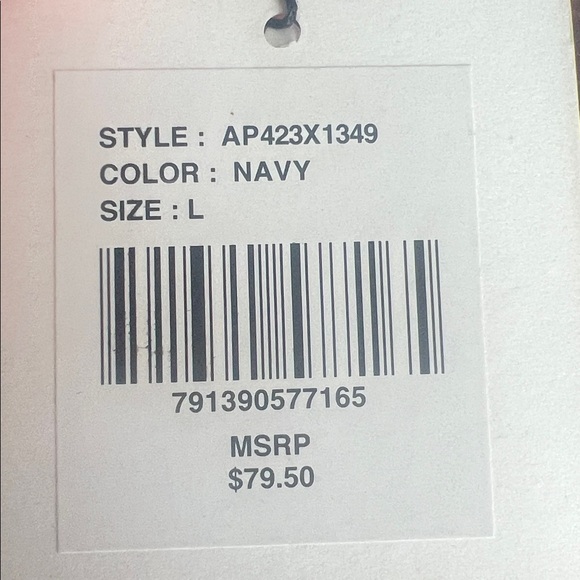 STYLE : AP423X1349
COLOR : NAVY
SIZE : L
791390577165
MSRP
$79.50